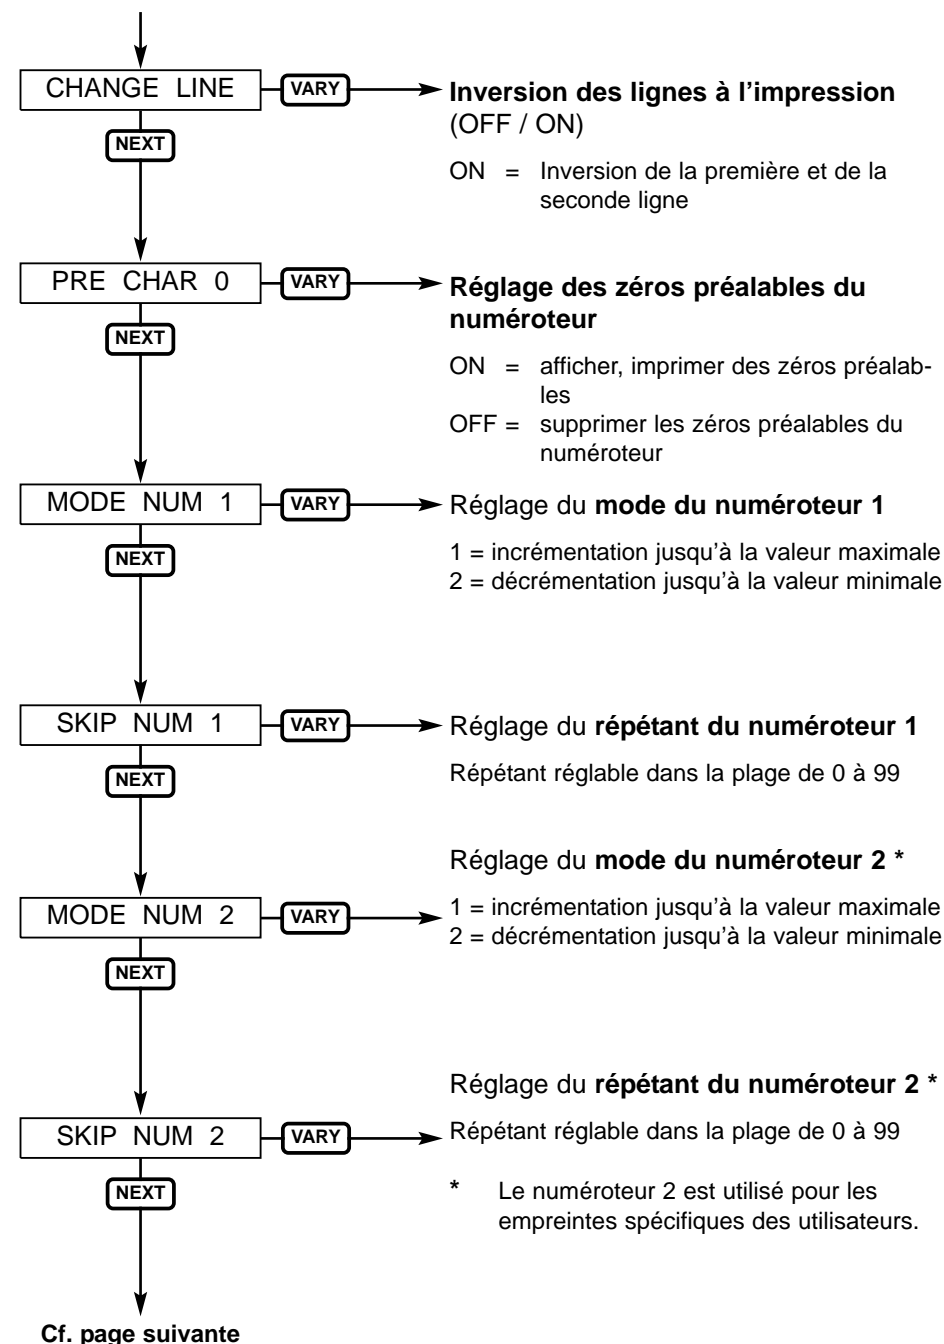 CHANGE LINE VARY Inversion des lignes à l’impression
(OFF / ON)
NEXT
ON = Inversion de la première et de la
seconde ligne
PRE CHAR 0 VARY Réglage des zéros préalables du
numéroteur
NEXT
ON = afficher, imprimer des zéros préalab-
les
OFF = supprimer les zéros préalables du
numéroteur
MODE NUM 1 VARY Réglage du mode du numéroteur 1
NEXT
1 = incrémentation jusqu’à la valeur maximale
2 = décrémentation jusqu’à la valeur minimale
SKIP NUM 1 VARY Réglage du répétant du numéroteur 1
NEXT
Répétant réglable dans la plage de 0 à 99
Réglage du mode du numéroteur 2 *
MODE NUM 2 VARY 1 = incrémentation jusqu’à la valeur maximale
2 = décrémentation jusqu’à la valeur minimale
NEXT
Réglage du répétant du numéroteur 2 *
SKIP NUM 2 VARY Répétant réglable dans la plage de 0 à 99
NEXT
* Le numéroteur 2 est utilisé pour les
empreintes spécifiques des utilisateurs.
Cf. page suivante